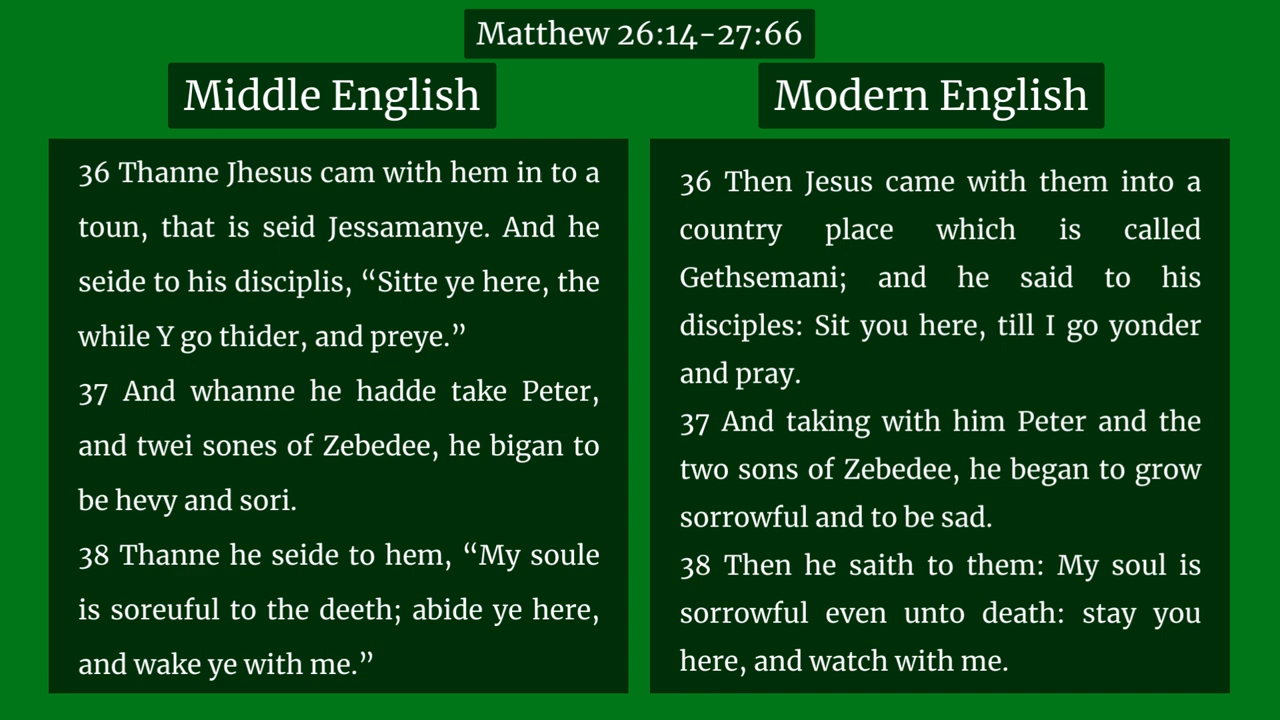 Matthew 26:14-27:66
Middle English
36 Thanne Jhesus cam with hem in to a
toun, that is seid Jessamanye. And he
seide to his disciplis, “Sitte ye here, the
while Y go thider, and preye.”
37 And whanne he hadde take Peter,
and twei sones of Zebedee, he bigan to
be hevy and sori.
38 Thanne he seide to hem, “My soule
is soreuful to the deeth; abide ye here,
and wake ye with me.”
Modern English
36 Then Jesus came with them into a
country place which is called
Gethsemani; and he said to his
disciples: Sit you here, till I go yonder
and pray.
37 And taking with him Peter and the
two sons of Zebedee, he began to grow
sorrowful and to be sad.
38 Then he saith to them: My soul is
sorrowful even unto death: stay you
here, and watch with me.